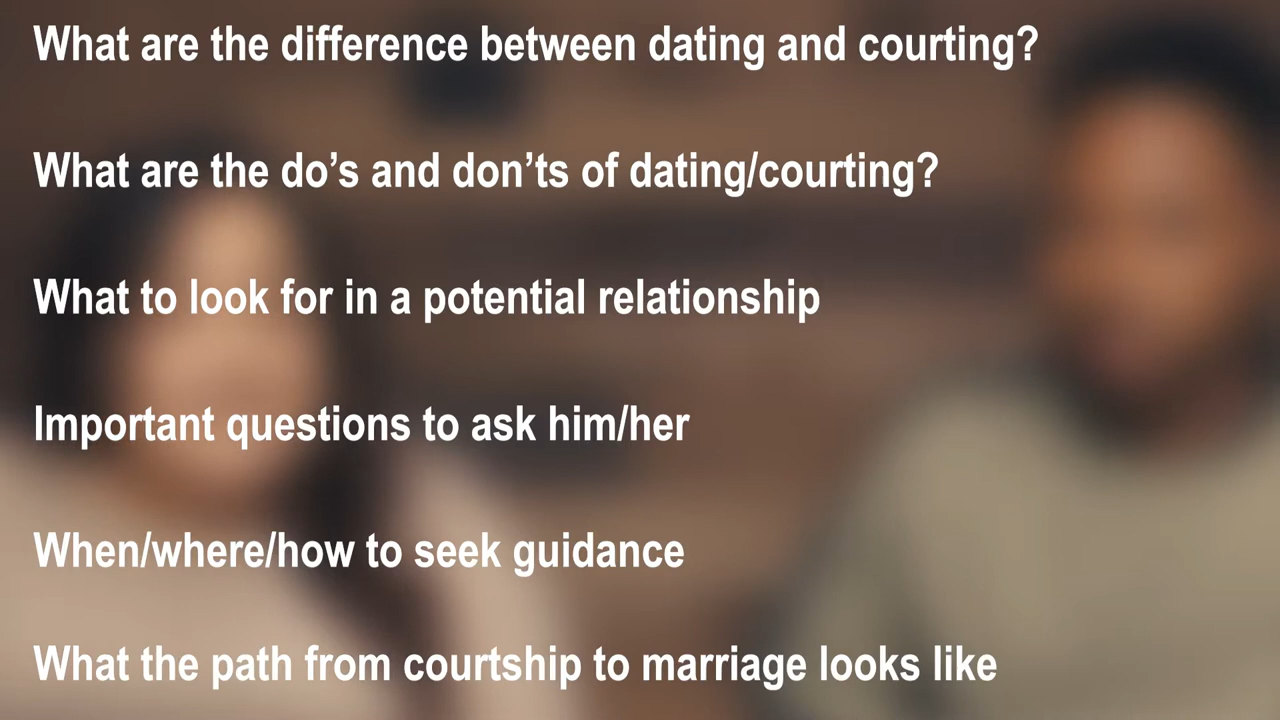 What are the difference between dating and courting?
What are the do’s and don’ts of dating/courting?
What to look for in a potential relationship
Important questions to ask him/her
When/where/how to seek guidance
What the path from courtship to marriage looks like